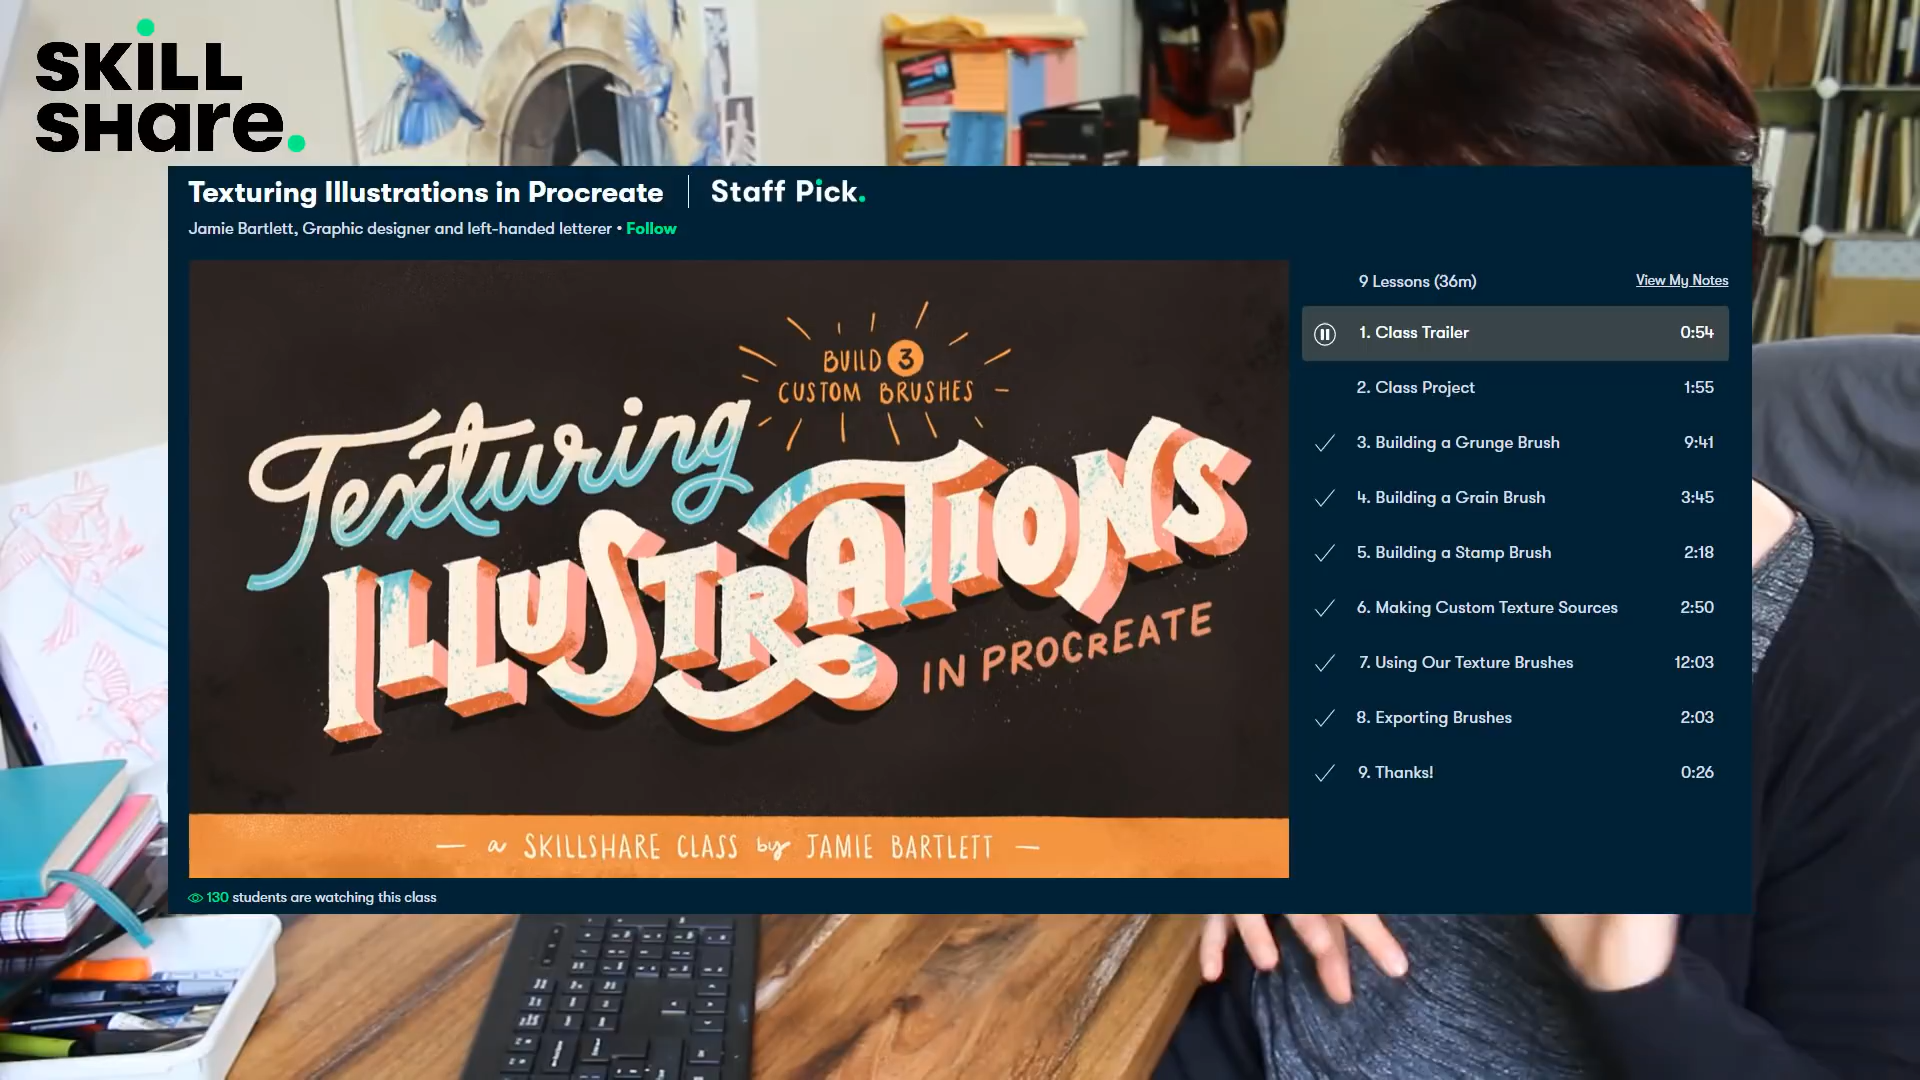 SKILL
SHare.
Texturing Illustrations in Procreate | Staff Pick.
Jamie Bartlett, Graphic designer and left-handed letterer • Follow
BUILD 3
CUSTOM BRUSHES
Texturing
ILLUSTRATIONS
IN PROCREATE
— a SKILLSHARE CLASS by JAMIE BARTLETT —
130 students are watching this class
9 Lessons (36m) View My Notes
1. Class Trailer 0:54
2. Class Project 1:55
3. Building a Grunge Brush 9:41
4. Building a Grain Brush 3:45
5. Building a Stamp Brush 2:18
6. Making Custom Texture Sources 2:50
7. Using Our Texture Brushes 12:03
8. Exporting Brushes 2:03
9. Thanks! 0:26